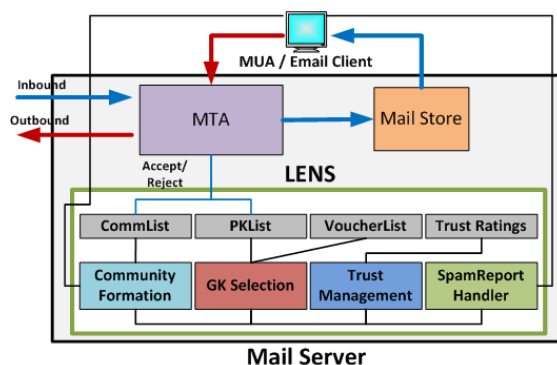 MUA / Email Client
Inbound
Outbound
MTA
Mail Store
Accept/
Reject
LENS
CommList
PKList
VoucherList
Trust Ratings
Community
Formation
GK Selection
Trust
Management
SpamReport
Handler
Mail Server